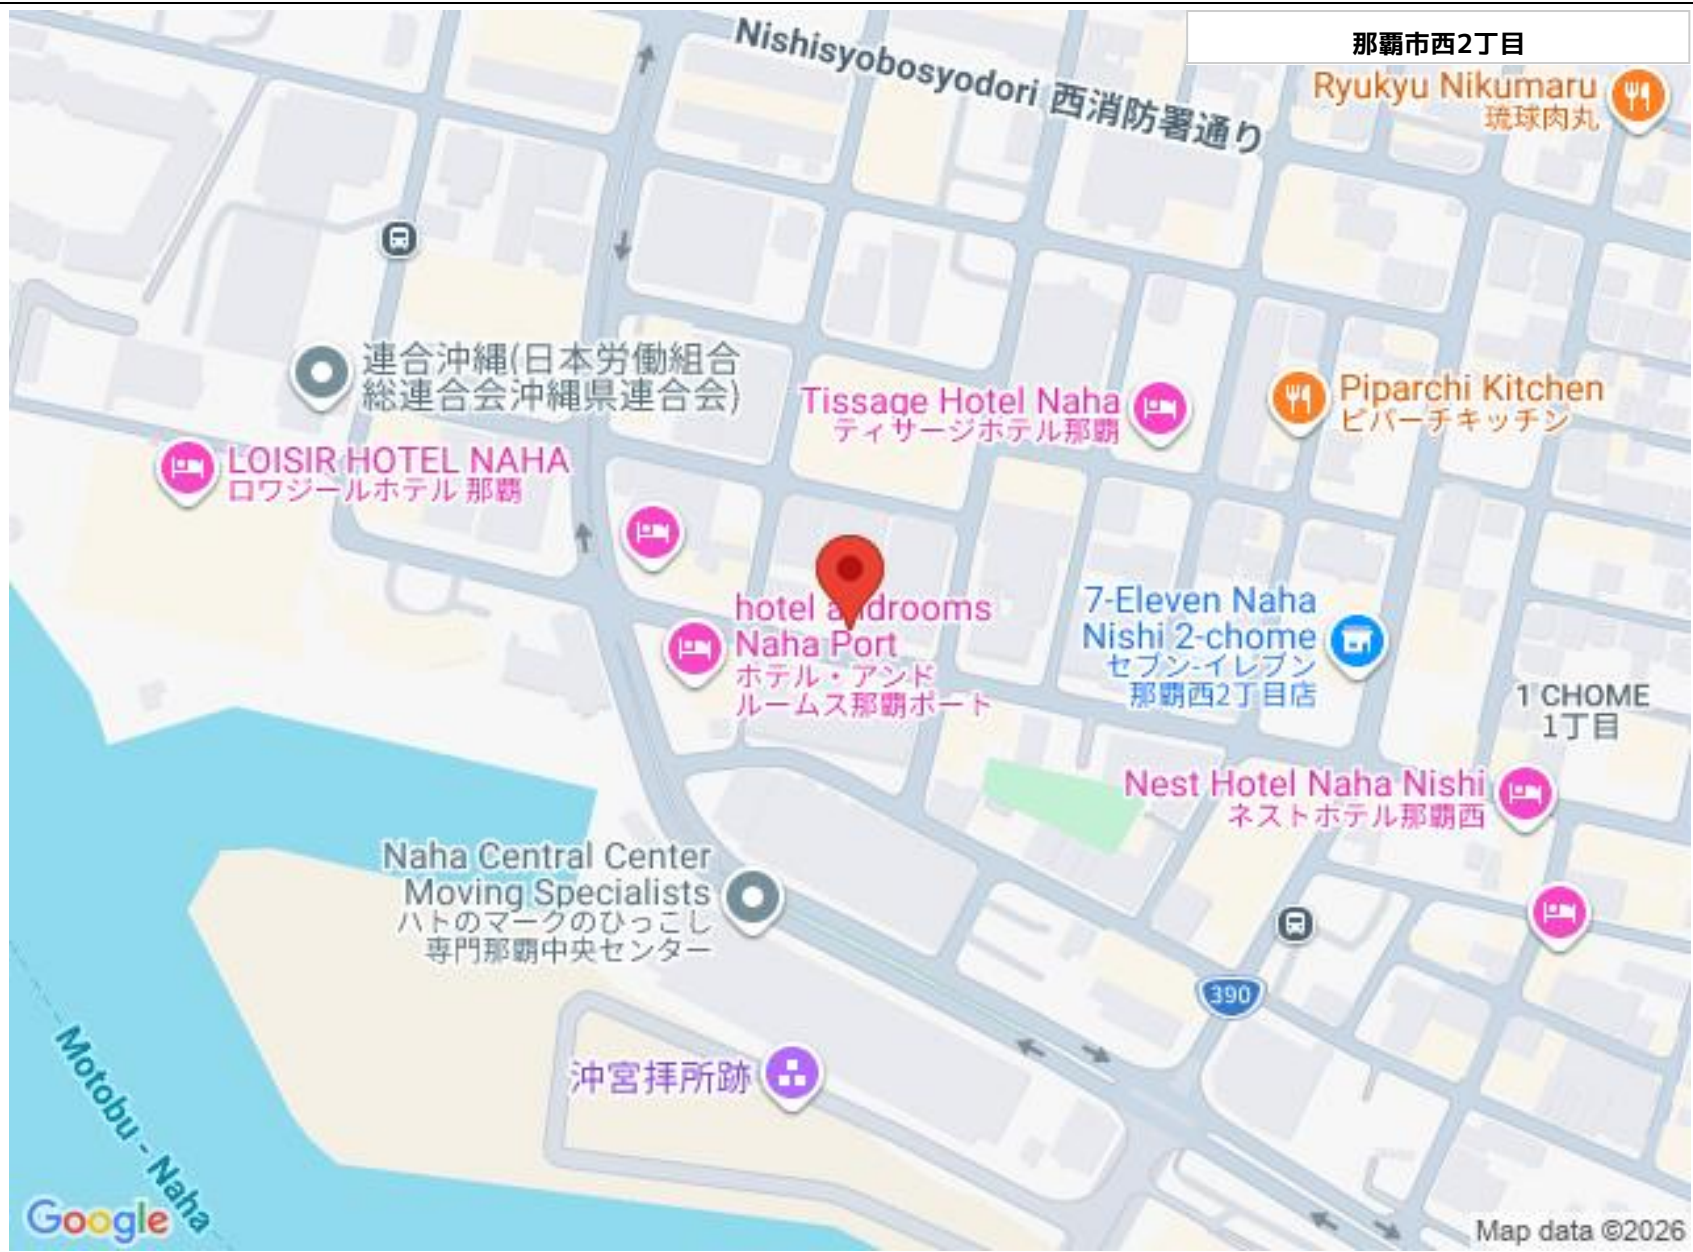 那覇市西2丁目
Nishisyobosyodori 西消防署通り
Ryukyu Nikumaru
琉球肉丸
連合沖縄(日本労働組合
総連合会沖縄県連合会)
Tissage Hotel Naha
ティサージホテル那覇
Piparchi Kitchen
ピパーチキッチン
LOISIR HOTEL NAHA
ロワジールホテル 那覇
hotel androoms
Naha Port
ホテル・アンド
ルームス那覇ポート
7-Eleven Naha
Nishi 2-chome
セブン-イレブン
那覇西2丁目店
1 CHOME
1丁目
Nest Hotel Naha Nishi
ネストホテル那覇西
Naha Central Center
Moving Specialists
ハトのマークのひっこし
専門那覇中央センター
390
沖宮拝所跡
Motobu - Naha
Google
Map data ©2026